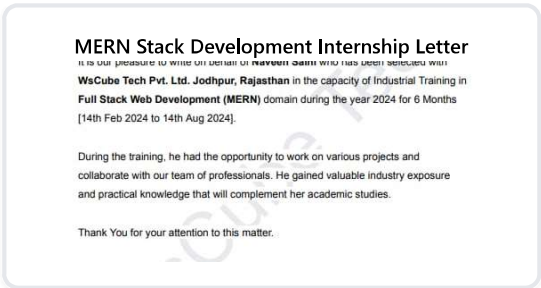 MERN Stack Development Internship Letter
It is our pleasure to write on behalf of Naveen Saini who has been selected with
WsCube Tech Pvt. Ltd. Jodhpur, Rajasthan in the capacity of Industrial Training in
Full Stack Web Development (MERN) domain during the year 2024 for 6 Months
[14th Feb 2024 to 14th Aug 2024].
During the training, he had the opportunity to work on various projects and
collaborate with our team of professionals. He gained valuable industry exposure
and practical knowledge that will complement her academic studies.
Thank You for your attention to this matter.